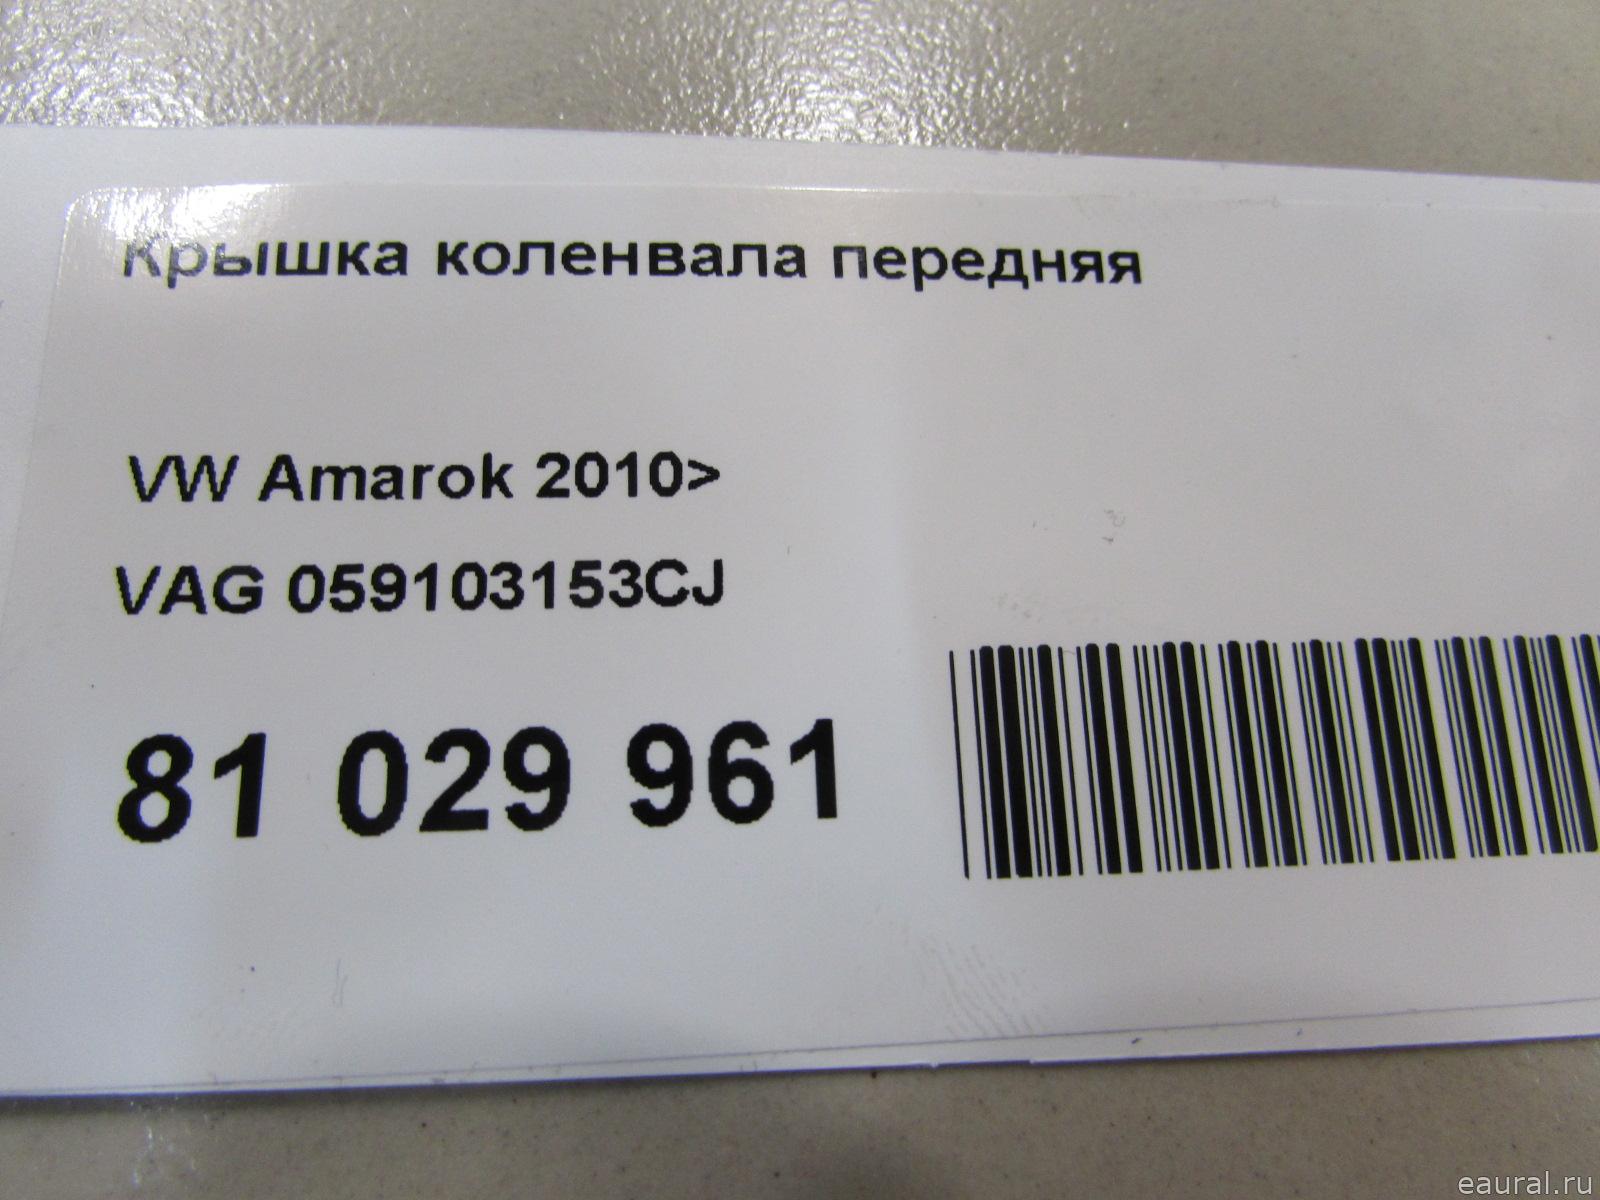 Крышка коленвала передняя
VW Amarok 2010>
VAG 059103153CJ
81 029 961
eaural.ru